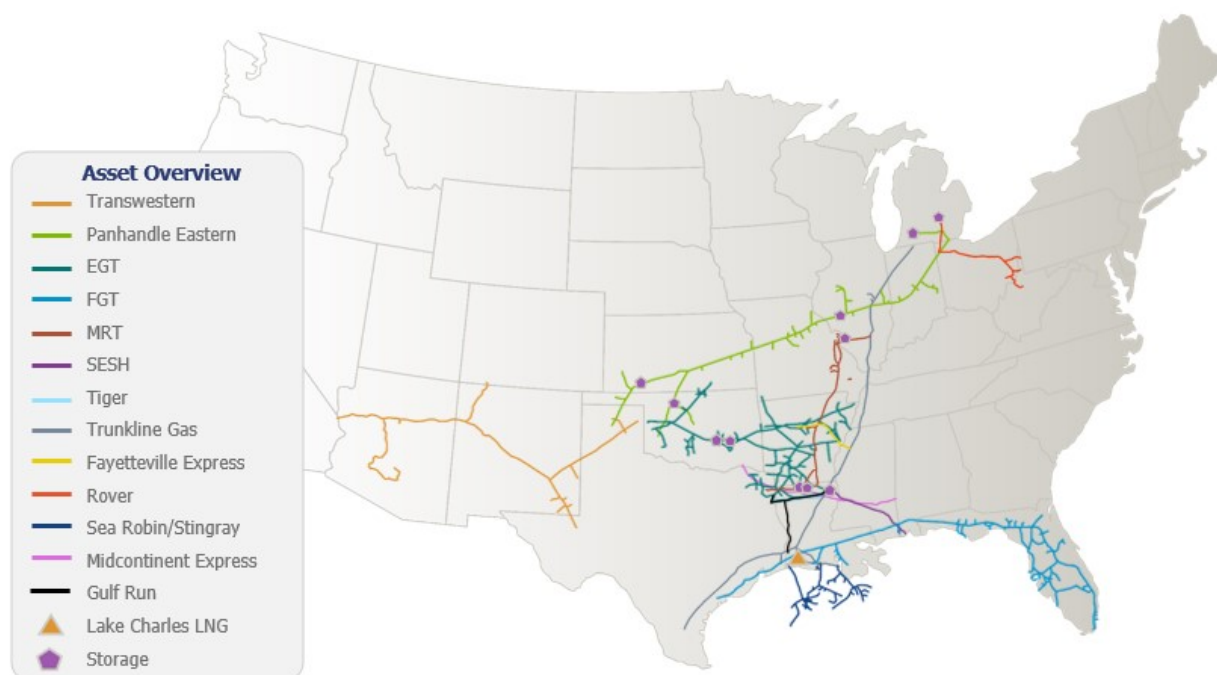 Asset Overview
Transwestern
Panhandle Eastern
EGT
FGT
MRT
SESH
Tiger
Trunkline Gas
Fayetteville Express
Rover
Sea Robin/Stingray
Midcontinent Express
Gulf Run
Lake Charles LNG
Storage